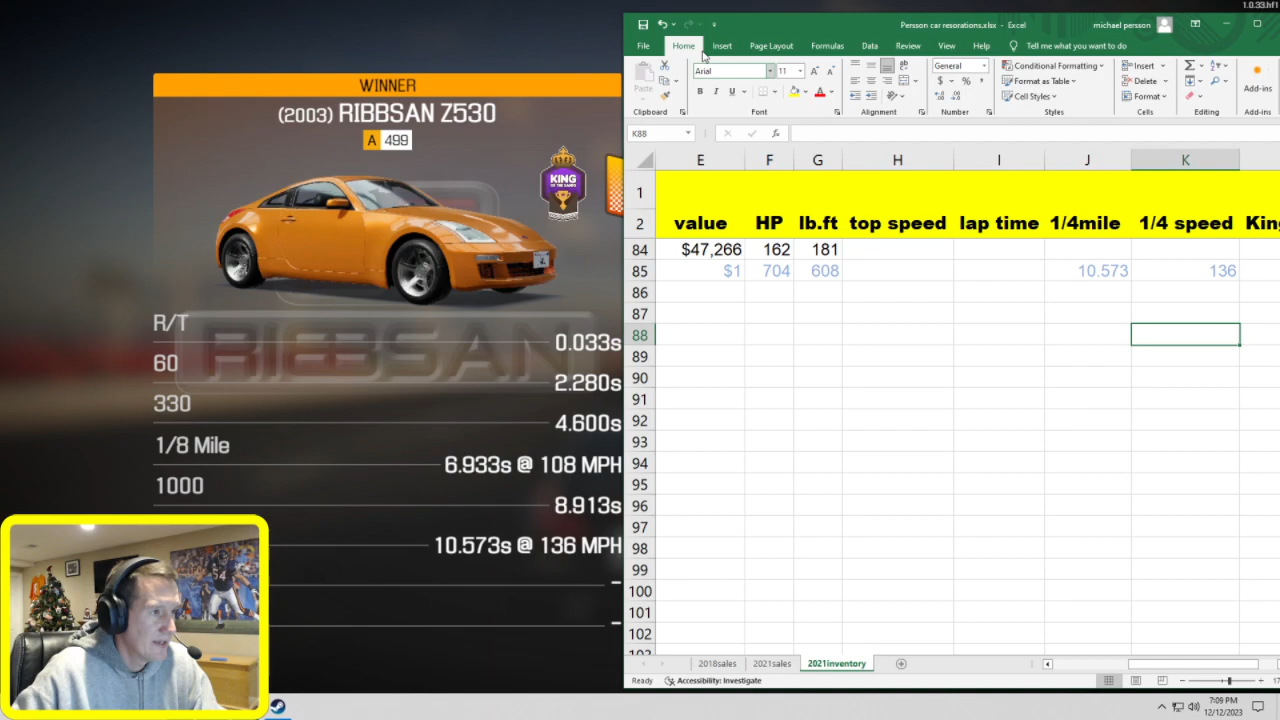 1.0.33.hf1
WINNER
(2003) RIBBSAN Z530
A 499
KING
RIBBSAN
R/T
0.033s
60
2.280s
330
4.600s
1/8 Mile
6.933s @ 108 MPH
1000
8.913s
10.573s @ 136 MPH
-
-
54
Persson car resorations.xlsx - Excel
michael persson
File Home Insert Page Layout Formulas Data Review View Help Tell me what you want to do
Paste
Arial 11
B I U
General
$ % ,
Conditional Formatting
Format as Table
Cell Styles
Insert
Delete
Format
Add-ins
Clipboard Font Alignment Number Styles Cells Editing Add-ins
K88 fx
E F G H I J K
1
2 value HP lb.ft top speed lap time 1/4mile 1/4 speed King
84 $47,266 162 181
85 $1 704 608 10.573 136
86
87
88
89
90
91
92
93
94
95
96
97
98
99
100
101
102
2018sales 2021sales 2021inventory
Ready Accessibility: Investigate
7:09 PM
12/12/2023